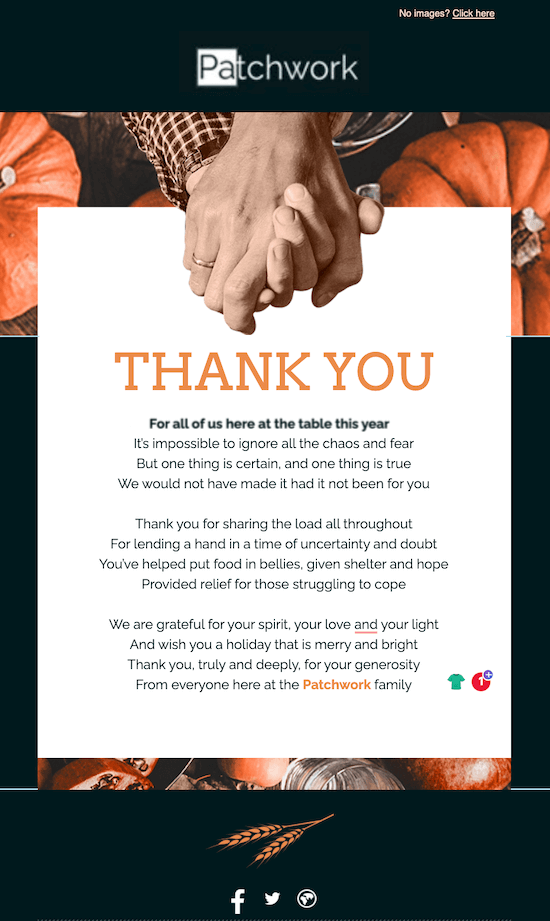 No images? Click here
Patchwork
THANK YOU
For all of us here at the table this year
It's impossible to ignore all the chaos and fear
But one thing is certain, and one thing is true
We would not have made it had it not been for you
Thank you for sharing the load all throughout
For lending a hand in a time of uncertainty and doubt
You've helped put food in bellies, given shelter and hope
Provided relief for those struggling to cope
We are grateful for your spirit, your love and your light
And wish you a holiday that is merry and bright
Thank you, truly and deeply, for your generosity
From everyone here at the Patchwork family
1